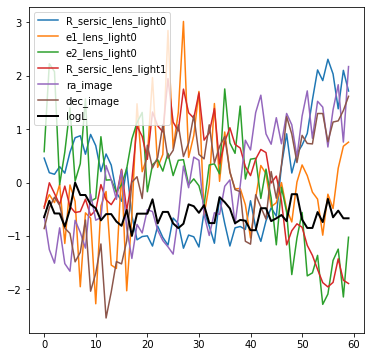 R_sersic_lens_light0
e1_lens_light0
e2_lens_light0
R_sersic_lens_light1
ra_image
dec_image
logL
3
2
1
0
−1
−2
0 10 20 30 40 50 60